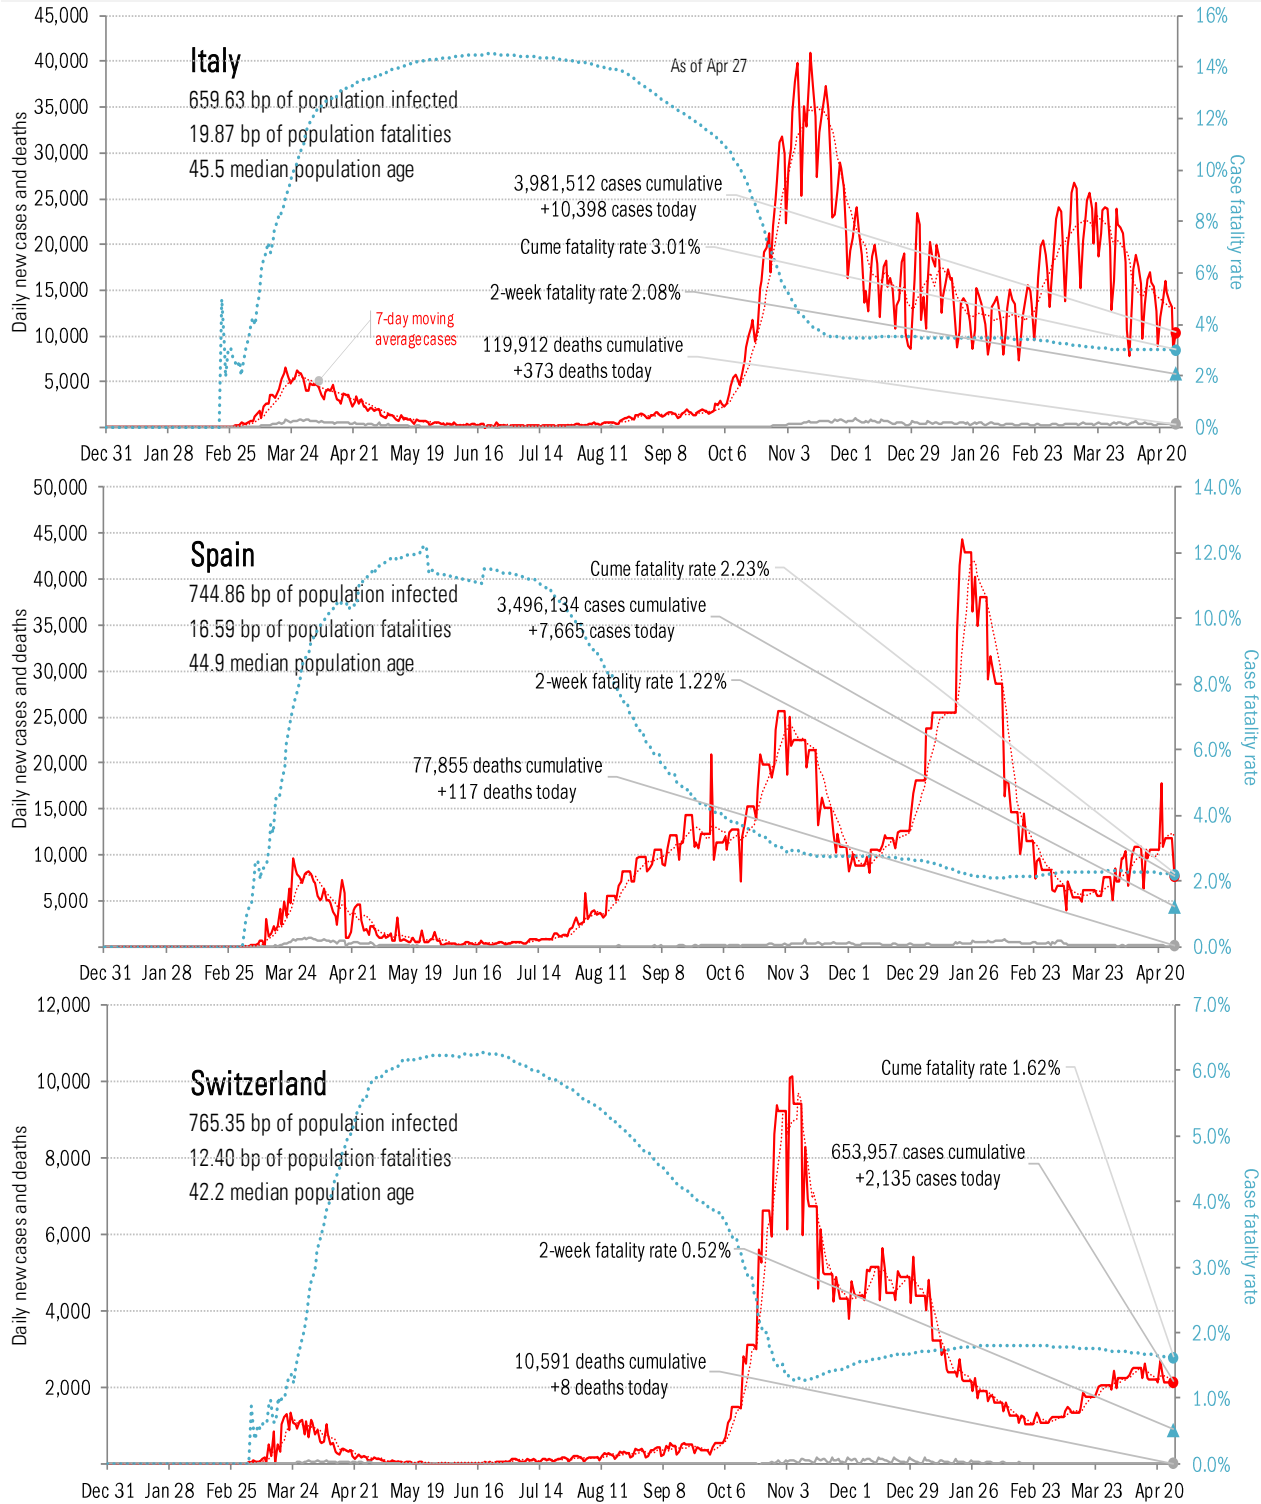 45,000
40,000
35,000
30,000
25,000
20,000
15,000
10,000
5,000
Daily new cases and deaths
Italy
659.63 bp of population infected
19.87 bp of population fatalities
45.5 median population age
As of Apr 27
3,981,512 cases cumulative
+10,398 cases today
Cume fatality rate 3.01%
2-week fatality rate 2.08%
7-day moving
average cases
119,912 deaths cumulative
+373 deaths today
16%
14%
12%
10%
8%
6%
4%
2%
0%
Case fatality rate
Dec 31 Jan 28 Feb 25 Mar 24 Apr 21 May 19 Jun 16 Jul 14 Aug 11 Sep 8 Oct 6 Nov 3 Dec 1 Dec 29 Jan 26 Feb 23 Mar 23 Apr 20
50,000
45,000
40,000
35,000
30,000
25,000
20,000
15,000
10,000
5,000
Daily new cases and deaths
Spain
744.86 bp of population infected
16.59 bp of population fatalities
44.9 median population age
Cume fatality rate 2.23%
3,496,134 cases cumulative
+7,665 cases today
2-week fatality rate 1.22%
77,855 deaths cumulative
+117 deaths today
14.0%
12.0%
10.0%
8.0%
6.0%
4.0%
2.0%
0.0%
Case fatality rate
Dec 31 Jan 28 Feb 25 Mar 24 Apr 21 May 19 Jun 16 Jul 14 Aug 11 Sep 8 Oct 6 Nov 3 Dec 1 Dec 29 Jan 26 Feb 23 Mar 23 Apr 20
12,000
10,000
8,000
6,000
4,000
2,000
Daily new cases and deaths
Switzerland
765.35 bp of population infected
12.40 bp of population fatalities
42.2 median population age
Cume fatality rate 1.62%
653,957 cases cumulative
+2,135 cases today
2-week fatality rate 0.52%
10,591 deaths cumulative
+8 deaths today
7.0%
6.0%
5.0%
4.0%
3.0%
2.0%
1.0%
0.0%
Case fatality rate
Dec 31 Jan 28 Feb 25 Mar 24 Apr 21 May 19 Jun 16 Jul 14 Aug 11 Sep 8 Oct 6 Nov 3 Dec 1 Dec 29 Jan 26 Feb 23 Mar 23 Apr 20